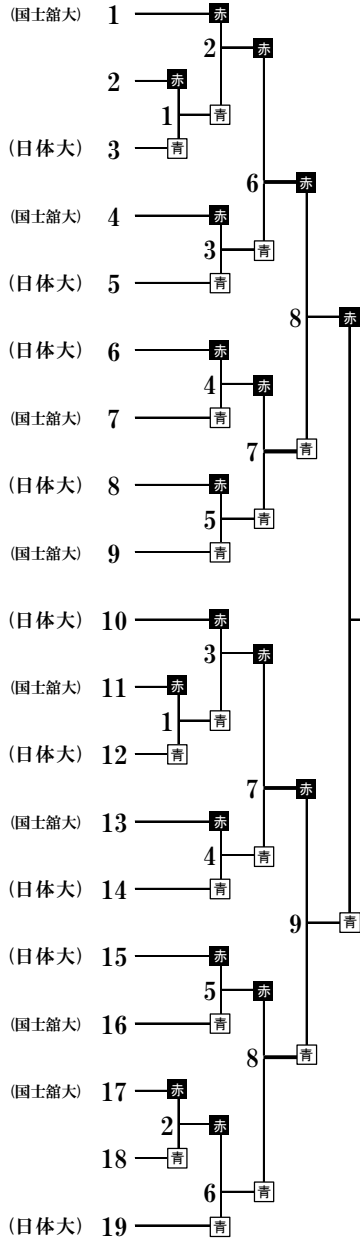 (国士舘大) 1 赤
2
2 赤 赤
1 青
(日体大) 3 青
6 赤
(国士舘大) 4 赤
3 青
(日体大) 5 青
8 赤
(日体大) 6 赤
4 赤
(国士舘大) 7 青
7 青
(日体大) 8 赤
5 青
(国士舘大) 9 青
(日体大) 10 赤
3 赤
(国士舘大) 11 赤
1 青
(日体大) 12 青
7 赤
(国士舘大) 13 赤
4 青
(日体大) 14 青
9 青
(日体大) 15 赤
5 赤
(国士舘大) 16 青
8 青
(国士舘大) 17 赤
2 赤
18 青
6 青
(日体大) 19 青